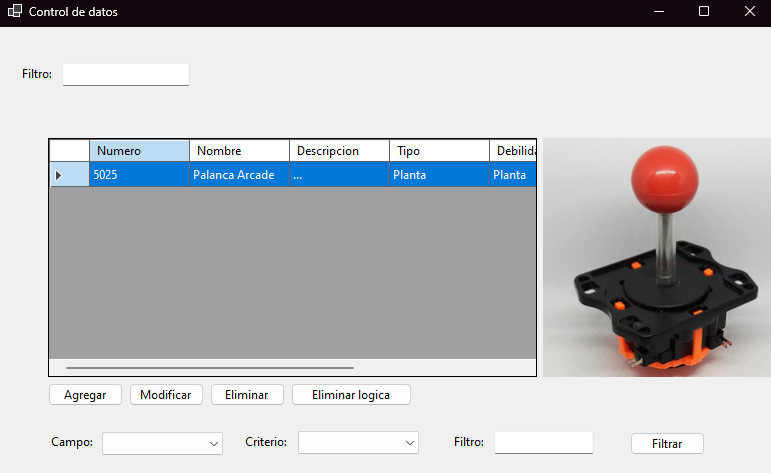 Control de datos
Filtro:
Numero Nombre Descripcion Tipo Debilida
5025 Palanca Arcade ... Planta Planta
Agregar Modificar Eliminar Eliminar logica
Campo: Criterio: Filtro: Filtrar